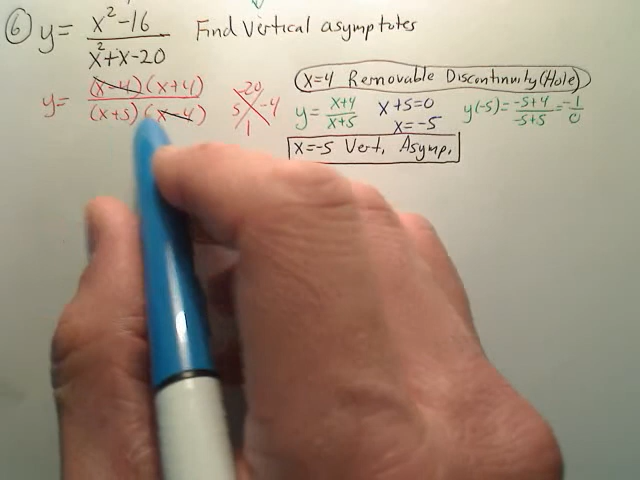 6 y = x²-16 / x²+x-20 Find Vertical asymptotes
y = (x-4)(x+4) / (x+5)(x-4)
-20
5 -4
1
x=4 Removable Discontinuity (Hole)
y = x+4 / x+5 x+5=0 y(-5) = -5+4 / -5+5 = -1 / 0
x=-5
x=-5 Vert. Asymp.